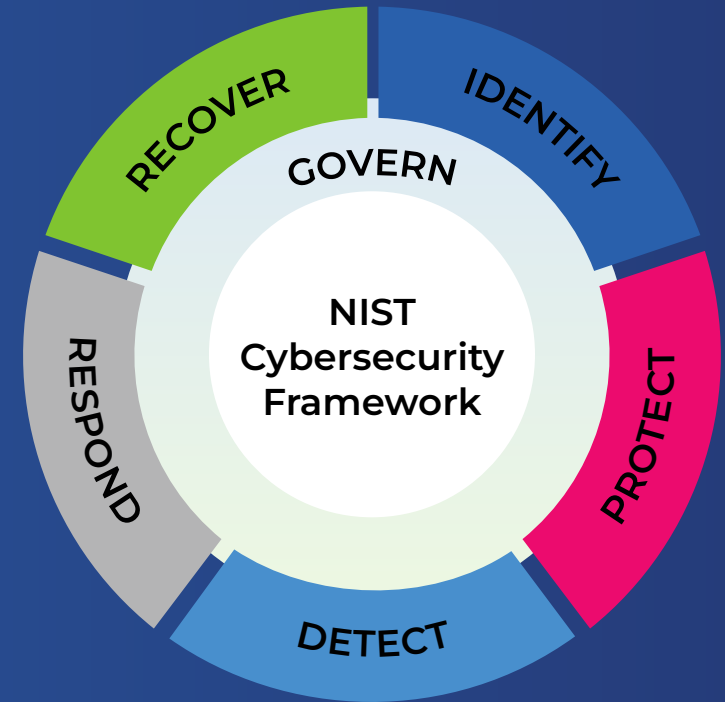 RECOVER
IDENTIFY
GOVERN
NIST
Cybersecurity
Framework
RESPOND
PROTECT
DETECT